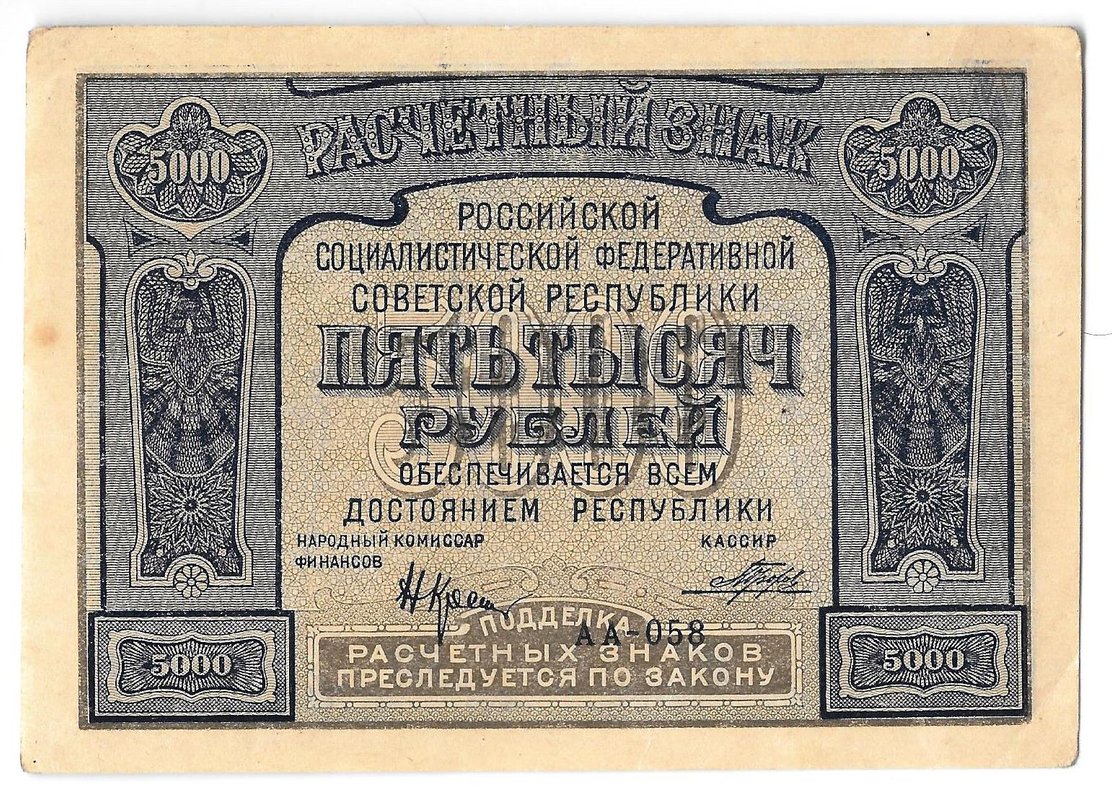 РАСЧЕТНЫЙ ЗНАК
5000 5000
РОССИЙСКОЙ
СОЦИАЛИСТИЧЕСКОЙ ФЕДЕРАТИВНОЙ
СОВЕТСКОЙ РЕСПУБЛИКИ
5000
ПЯТЬ ТЫСЯЧ
РУБЛЕЙ
ОБЕСПЕЧИВАЕТСЯ ВСЕМ
ДОСТОЯНИЕМ РЕСПУБЛИКИ
НАРОДНЫЙ КОМИССАР
ФИНАНСОВ
КАССИР
АА-058
ПОДДЕЛКА
РАСЧЕТНЫХ ЗНАКОВ
ПРЕСЛЕДУЕТСЯ ПО ЗАКОНУ
5000 5000